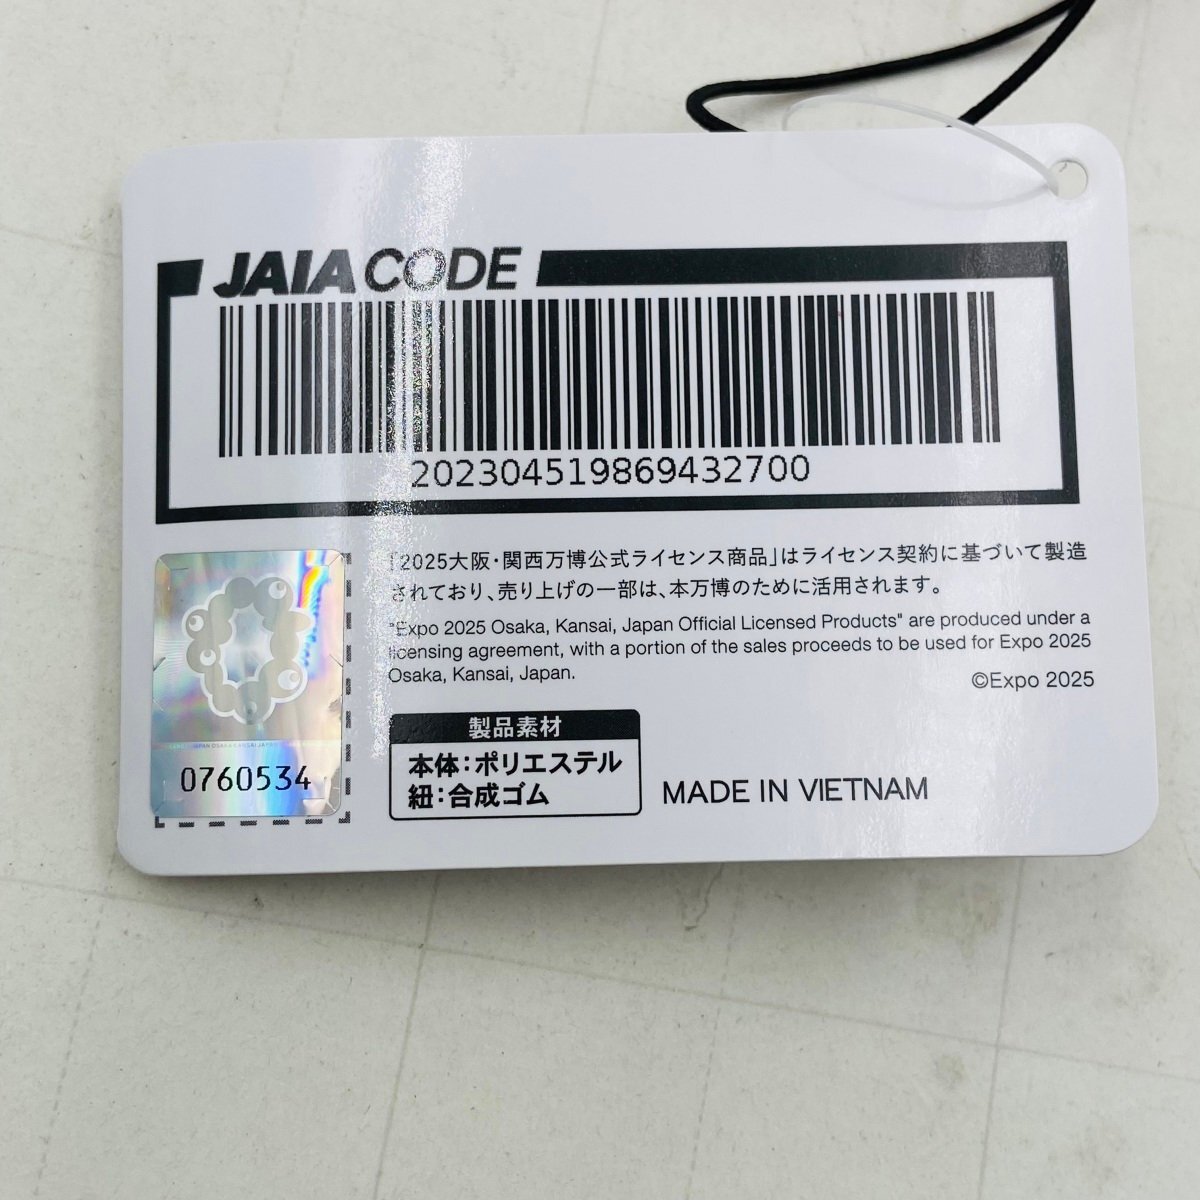 JAIA CODE
202304519869432700
「2025大阪・関西万博公式ライセンス商品」はライセンス契約に基づいて製造
されており、売り上げの一部は、本万博のために活用されます。
"Expo 2025 Osaka, Kansai, Japan Official Licensed Products" are produced under a
licensing agreement, with a portion of the sales proceeds to be used for Expo 2025
Osaka, Kansai, Japan.
©Expo 2025
0760534
製品素材
本体：ポリエステル
紐：合成ゴム
MADE IN VIETNAM